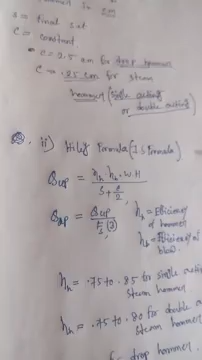 s = final set
c = constant
c = 2.5 cm for drop hammer
c = .25 cm for steam
hammer (single acting
or double acting)
ii) Hiley Formula (IS Formula)
Qup = ηh ηb . W.H / S + c/2
Qap = Qup / Fs (3)
ηh = Efficiency
of hammer
ηb = Efficiency of
blow.
ηh = .75 to .85 for single acting
steam hammer
ηh = .75 to .80 for double a
steam hammer
for drop hammer.